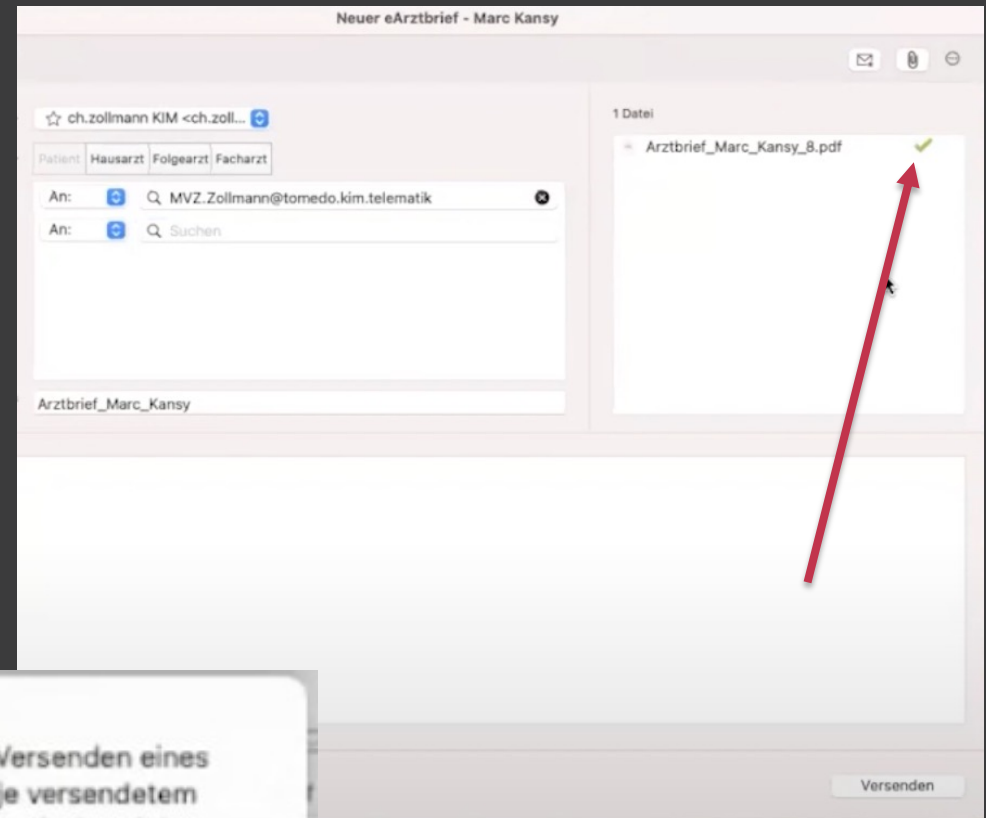 Neuer eArztbrief - Marc Kansy
ch.zollmann KIM <ch.zoll...
1 Datei
Patient Hausarzt Folgearzt Facharzt
Arztbrief_Marc_Kansy_8.pdf
An: MVZ.Zollmann@tomedo.kim.telematik
An: Suchen
Arztbrief_Marc_Kansy
Versenden eines
je versendetem
Versenden